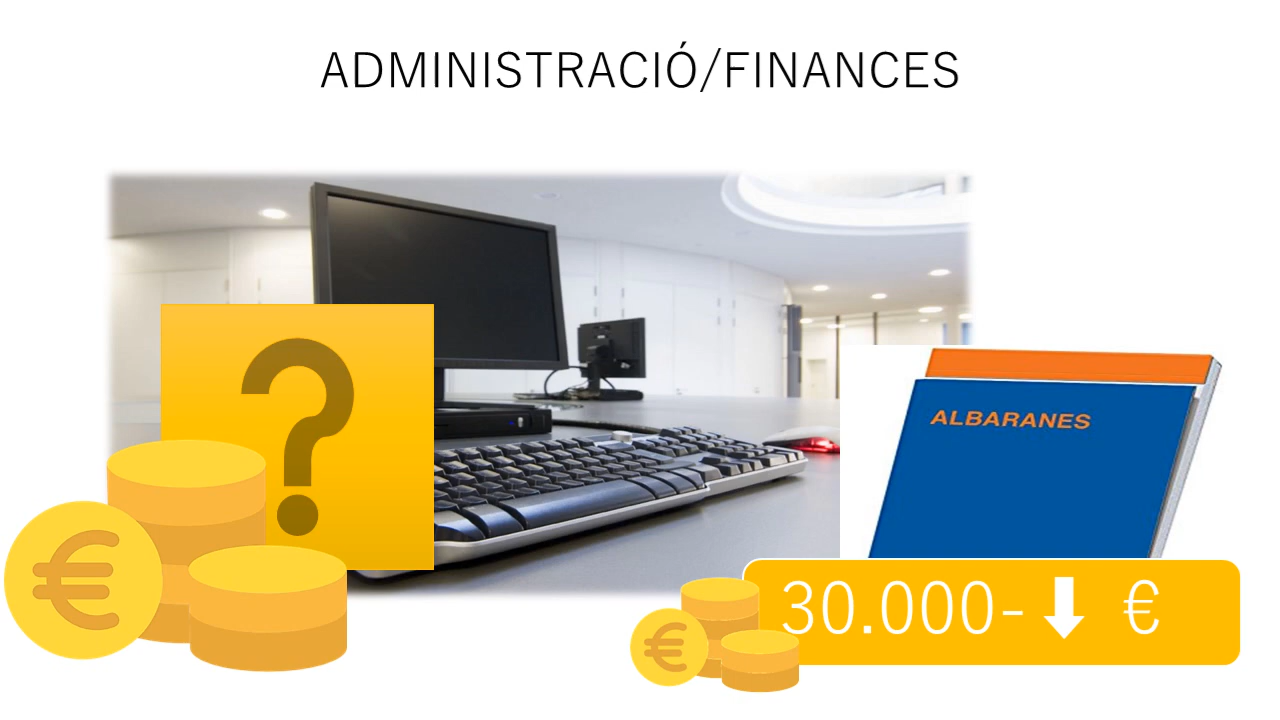 ADMINISTRACIÓ/FINANCES
?
ALBARANES
€
30.000-⬇ €
€